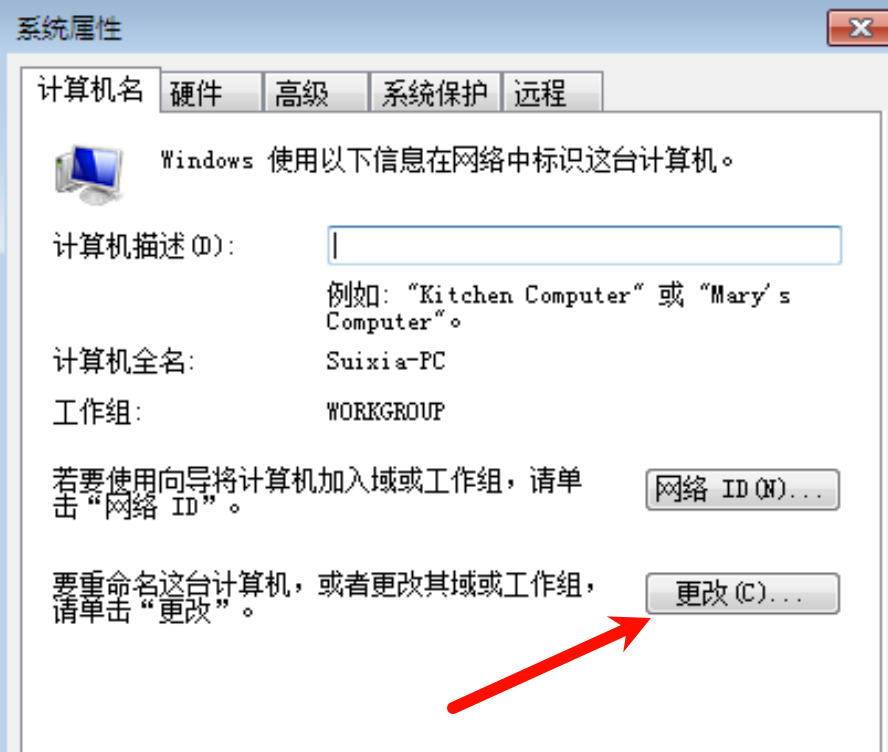 系统属性
计算机名 硬件 高级 系统保护 远程
Windows 使用以下信息在网络中标识这台计算机。
计算机描述(D):
例如: "Kitchen Computer" 或 "Mary's
Computer"。
计算机全名: Suixia-PC
工作组: WORKGROUP
若要使用向导将计算机加入域或工作组，请单
击“网络 ID”。
网络 ID(N)...
要重命名这台计算机，或者更改其域或工作组，
请单击“更改”。
更改(C)...